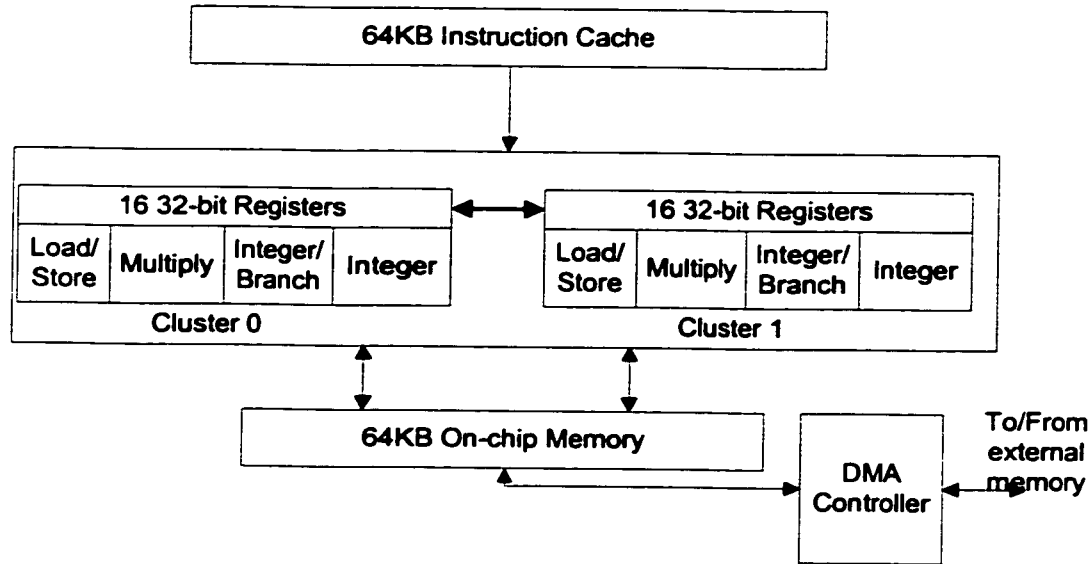 64KB Instruction Cache
16 32-bit Registers
Load/
Store
Multiply
Integer/
Branch
Integer
Cluster 0
16 32-bit Registers
Load/
Store
Multiply
Integer/
Branch
Integer
Cluster 1
64KB On-chip Memory
DMA
Controller
To/From
external
memory